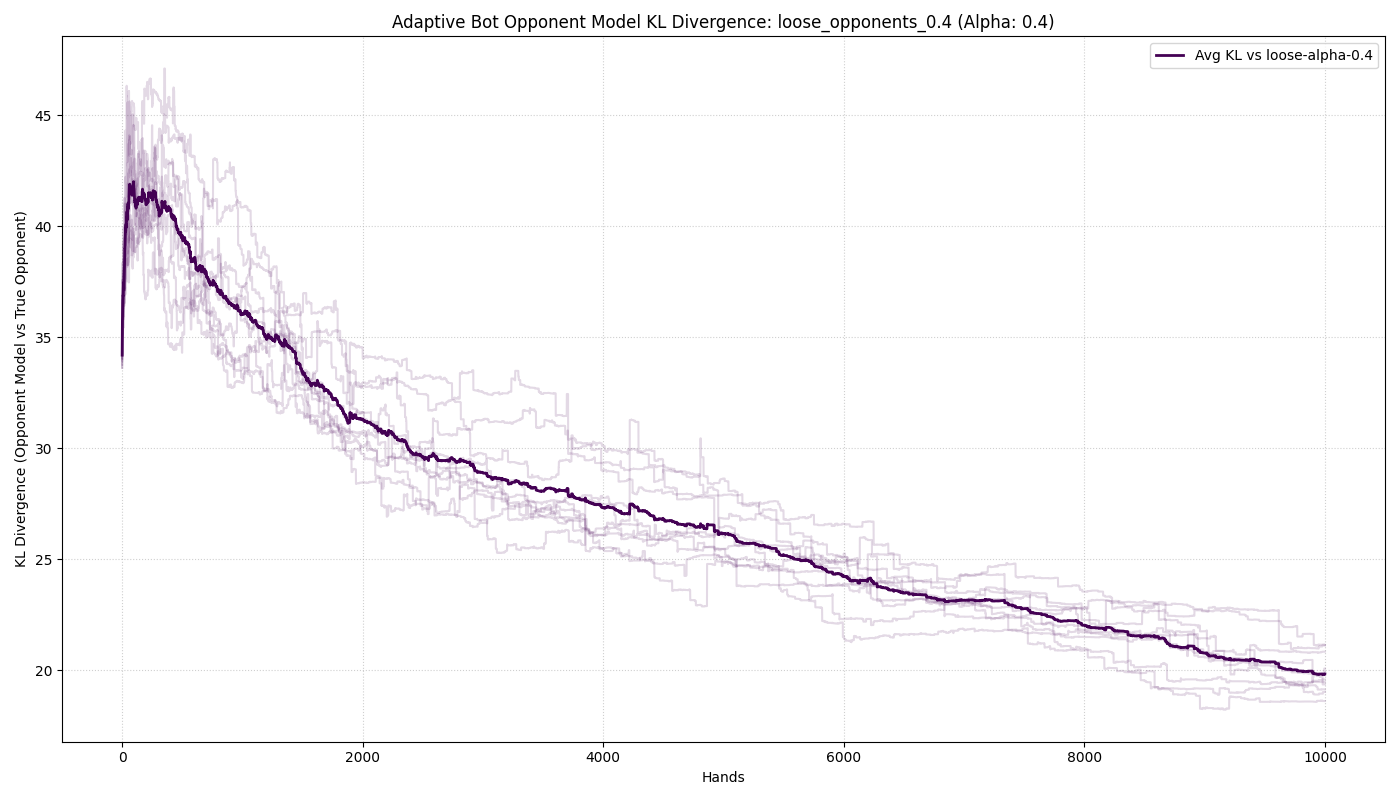 Adaptive Bot Opponent Model KL Divergence: loose_opponents_0.4 (Alpha: 0.4)
Avg KL vs loose-alpha-0.4
KL Divergence (Opponent Model vs True Opponent)
45
40
35
30
25
20
0 2000 4000 6000 8000 10000
Hands